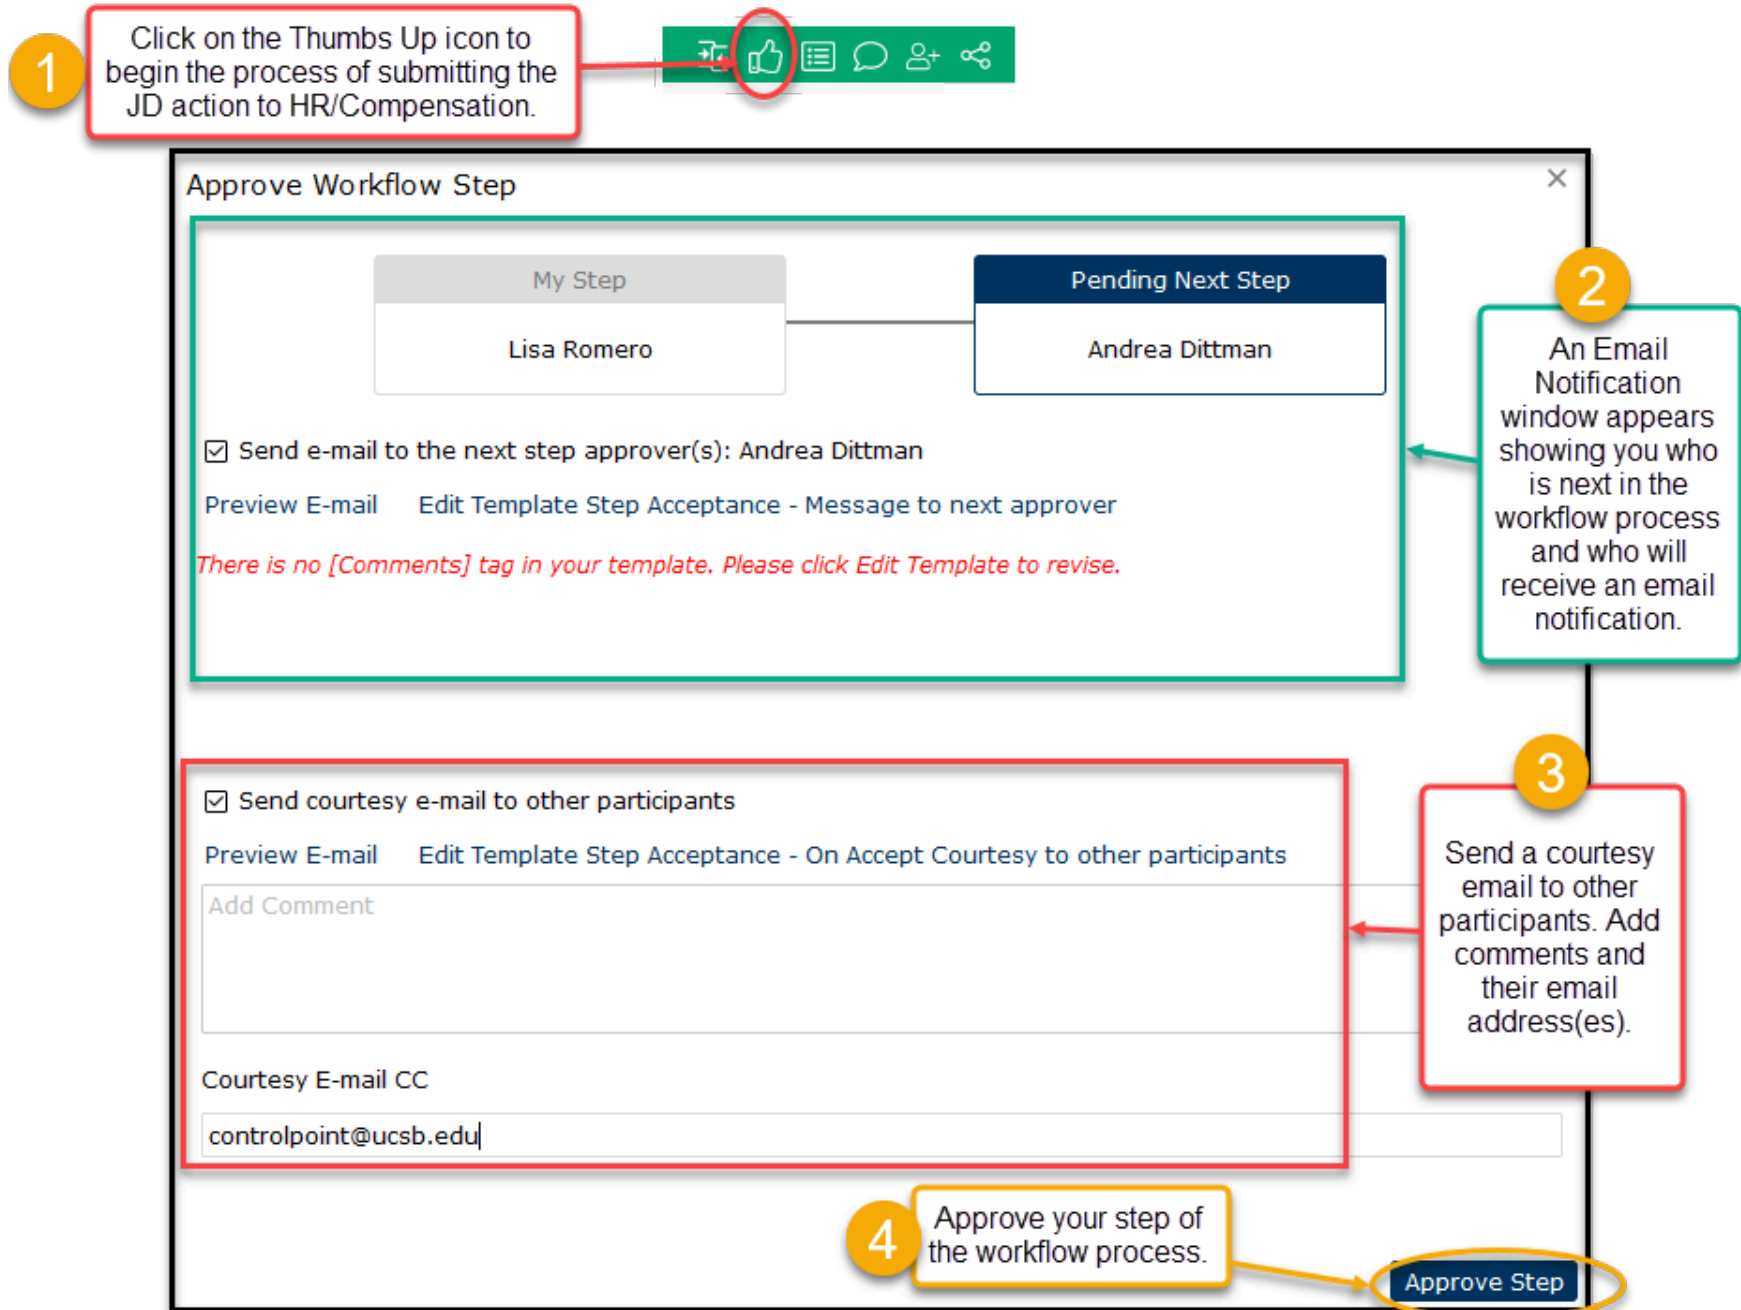 1
Click on the Thumbs Up icon to
begin the process of submitting the
JD action to HR/Compensation.
Approve Workflow Step
My Step
Lisa Romero
Pending Next Step
Andrea Dittman
Send e-mail to the next step approver(s): Andrea Dittman
Preview E-mail Edit Template Step Acceptance - Message to next approver
There is no [Comments] tag in your template. Please click Edit Template to revise.
2
An Email
Notification
window appears
showing you who
is next in the
workflow process
and who will
receive an email
notification.
Send courtesy e-mail to other participants
Preview E-mail Edit Template Step Acceptance - On Accept Courtesy to other participants
Add Comment
Courtesy E-mail CC
controlpoint@ucsb.edu
3
Send a courtesy
email to other
participants. Add
comments and
their email
address(es).
4
Approve your step of
the workflow process.
Approve Step